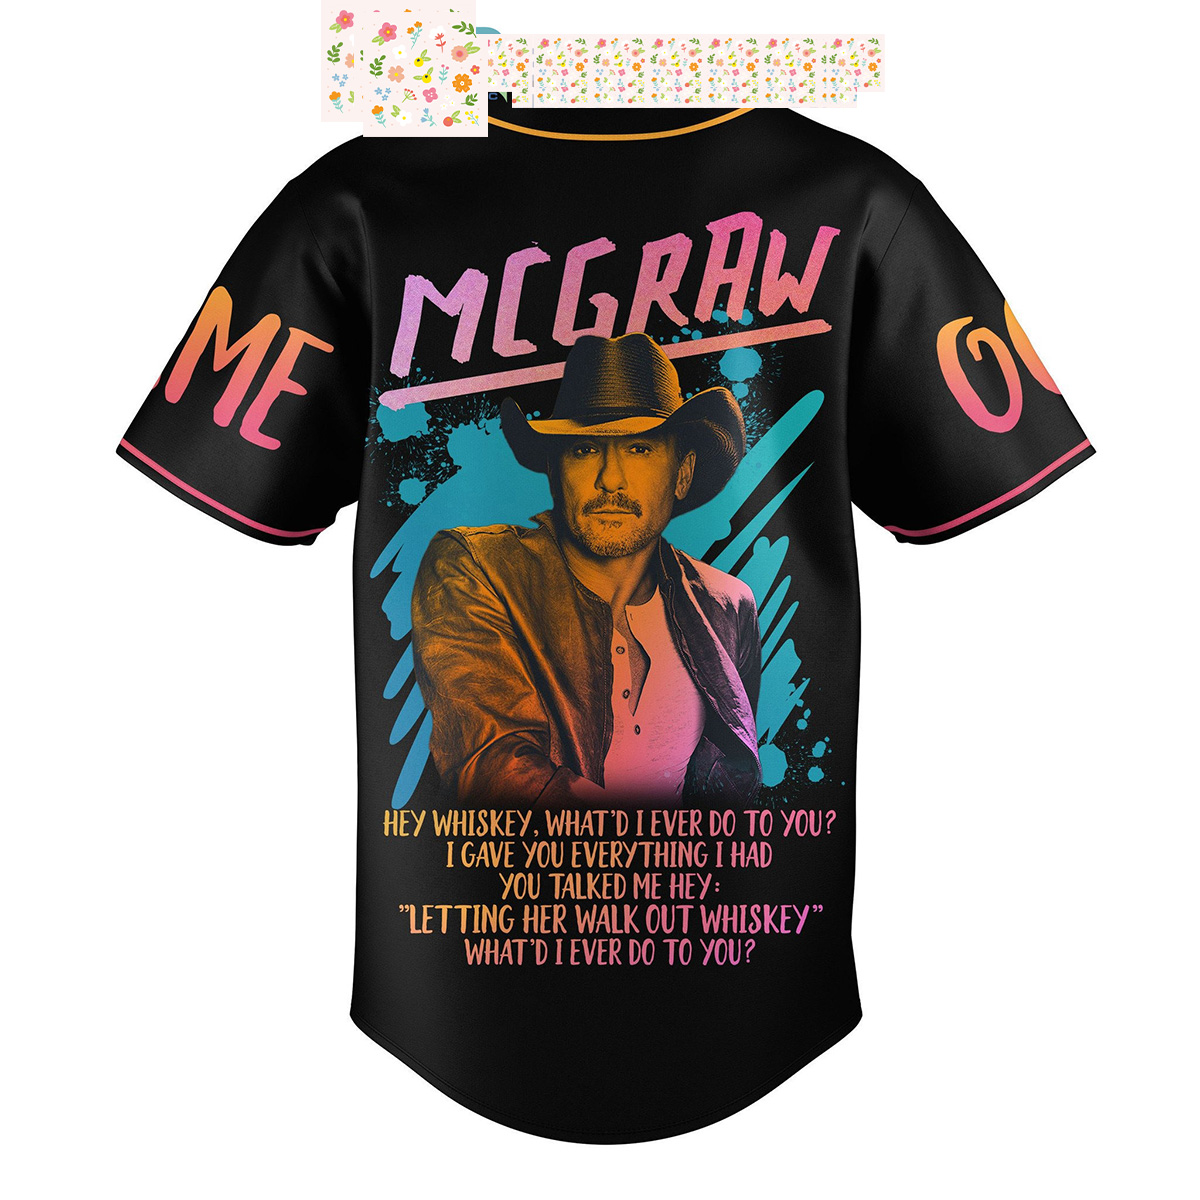 MCGRAW
ME
HEY WHISKEY, WHAT'D I EVER DO TO YOU?
I GAVE YOU EVERYTHING I HAD
YOU TALKED ME HEY:
"LETTING HER WALK OUT WHISKEY"
WHAT'D I EVER DO TO YOU?